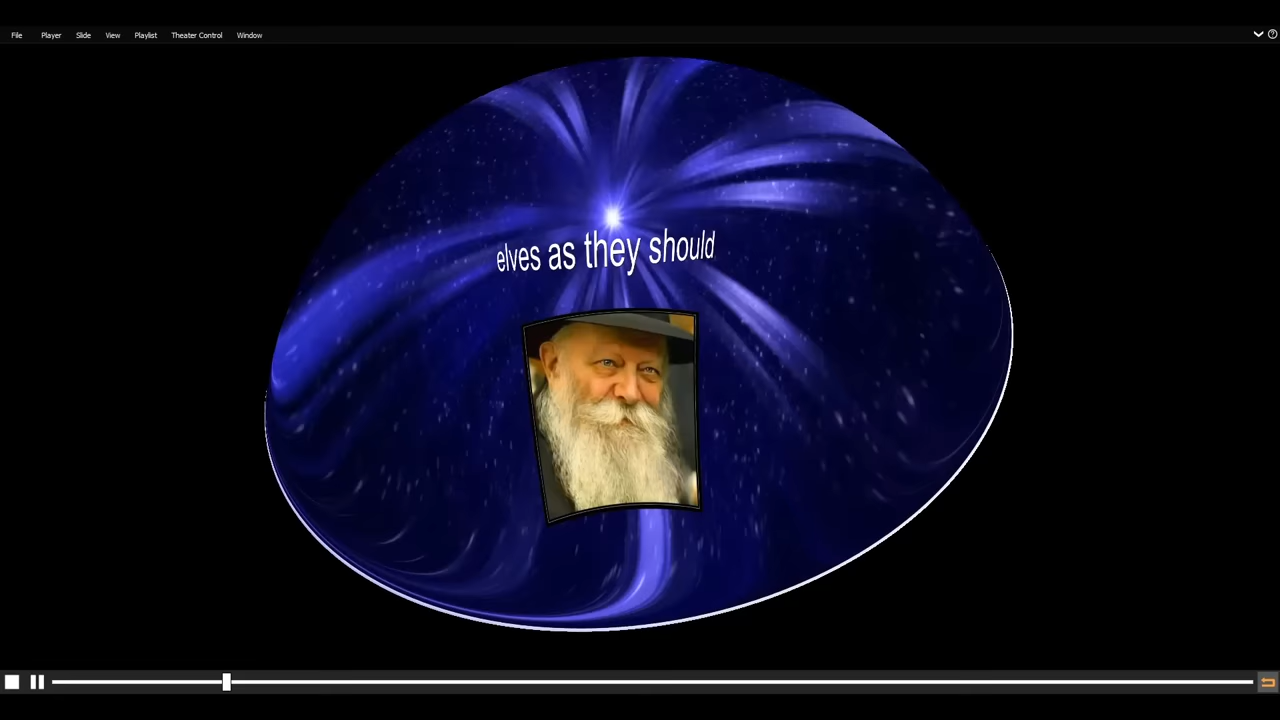 File Player Slide View Playlist Theater Control Window
elves as they should